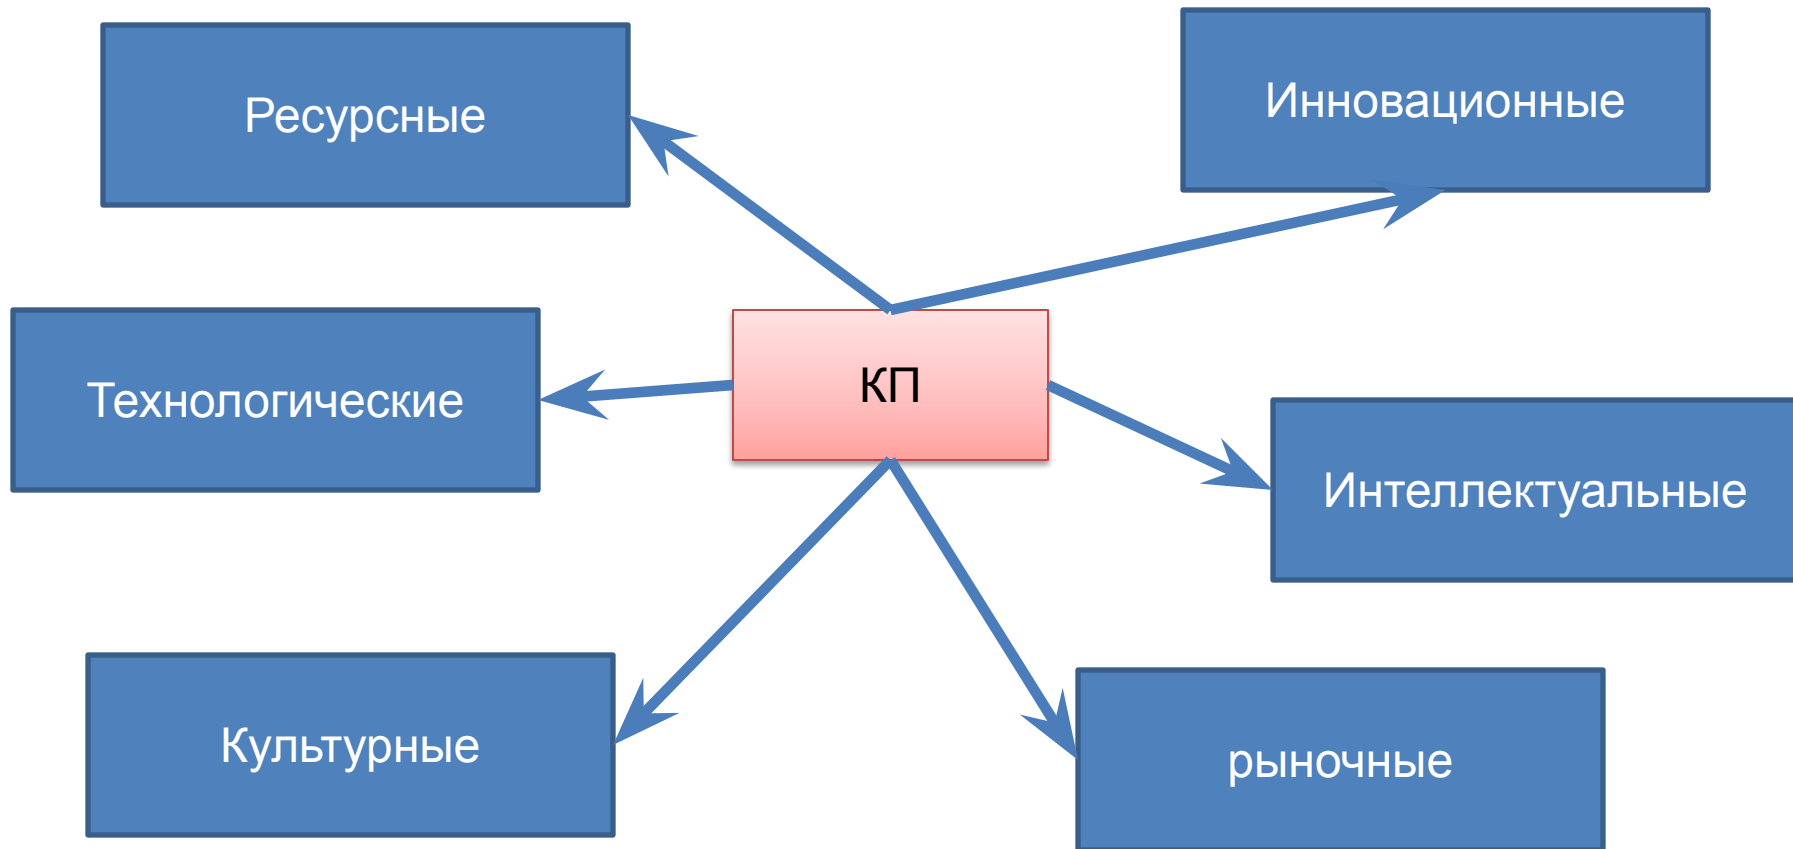 Ресурсные
Инновационные
Технологические
КП
Интеллектуальные
Культурные
рыночные